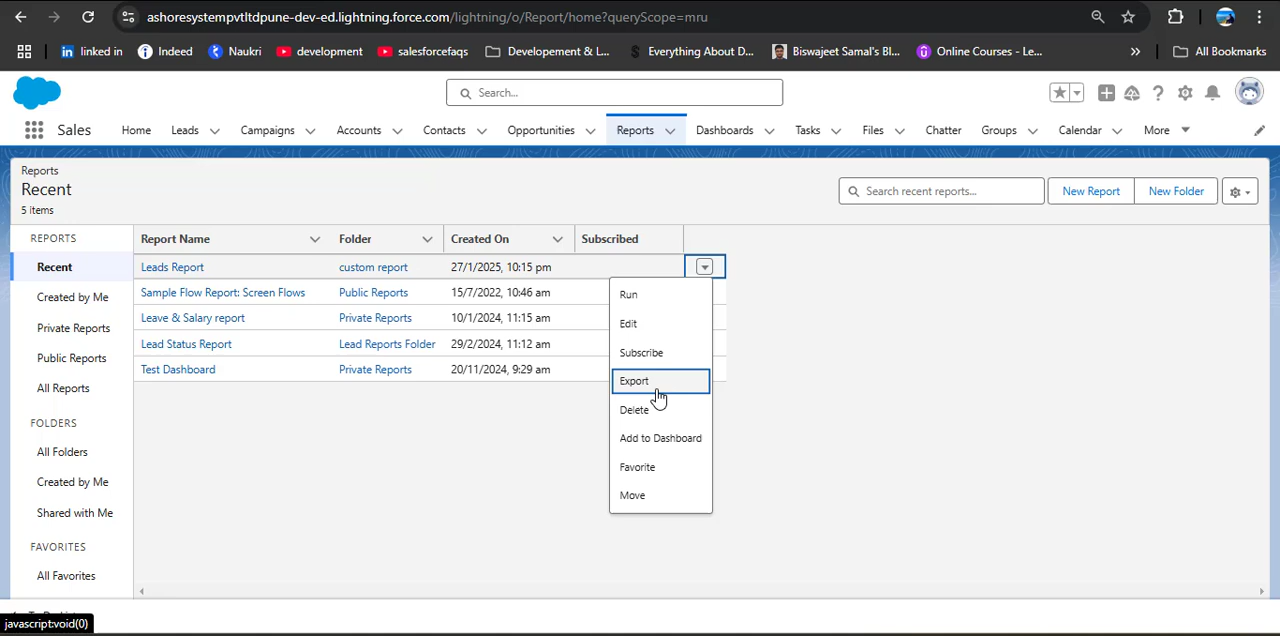 ashoresystempvtltdpune-dev-ed.lightning.force.com/lightning/o/Report/home?queryScope=mru
linked in Indeed Naukri development salesforcefaqs Developement & L... Everything About D... Biswajeet Samal's Bl... Online Courses - Le... » All Bookmarks
Search...
Sales Home Leads Campaigns Accounts Contacts Opportunities Reports Dashboards Tasks Files Chatter Groups Calendar More
Reports
Recent
5 items
Search recent reports...
New Report
New Folder
REPORTS
Recent
Created by Me
Private Reports
Public Reports
All Reports
FOLDERS
All Folders
Created by Me
Shared with Me
FAVORITES
All Favorites
Report Name Folder Created On Subscribed
Leads Report custom report 27/1/2025, 10:15 pm
Sample Flow Report: Screen Flows Public Reports 15/7/2022, 10:46 am
Leave & Salary report Private Reports 10/1/2024, 11:15 am
Lead Status Report Lead Reports Folder 29/2/2024, 11:12 am
Test Dashboard Private Reports 20/11/2024, 9:29 am
Run
Edit
Subscribe
Export
Delete
Add to Dashboard
Favorite
Move
javascript:void(0)